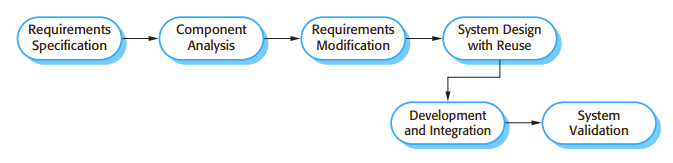 Requirements
Specification
Component
Analysis
Requirements
Modification
System Design
with Reuse
Development
and Integration
System
Validation